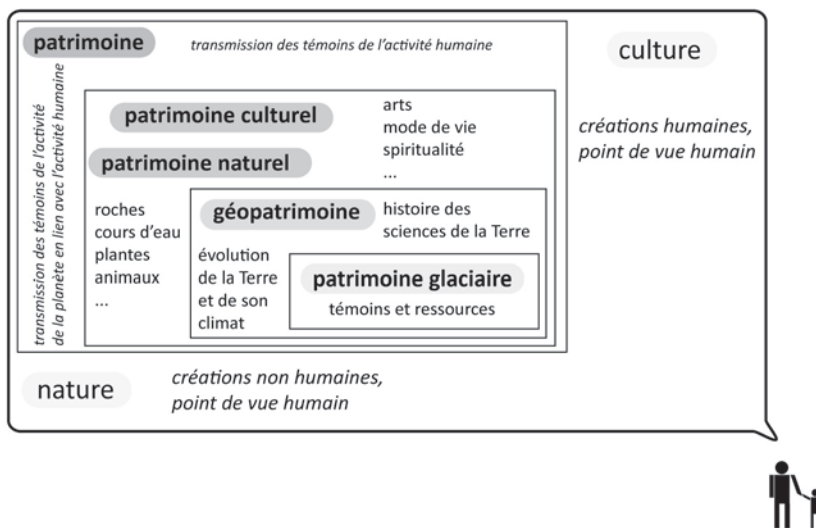 patrimoine
transmission des témoins de l'activité humaine
culture
transmission des témoins de l'activité
de la planète en lien avec l'activité humaine
créations humaines,
point de vue humain
patrimoine culturel
arts
mode de vie
spiritualité
...
patrimoine naturel
roches
cours d'eau
plantes
animaux
...
géopatrimoine
histoire des
sciences de la Terre
évolution
de la Terre
et de son
climat
patrimoine glaciaire
témoins et ressources
nature
créations non humaines,
point de vue humain